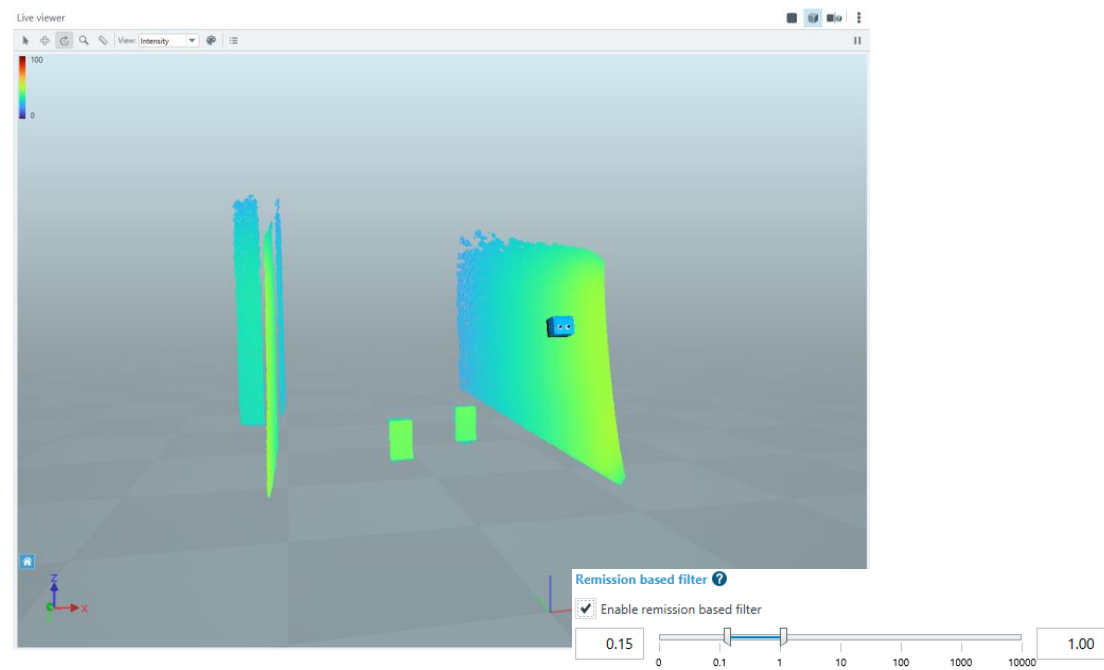 Live viewer
View: Intensity
100
0
Z
X
Remission based filter ?
Enable remission based filter
0.15
1.00
0 0.1 1 10 100 1000 10000